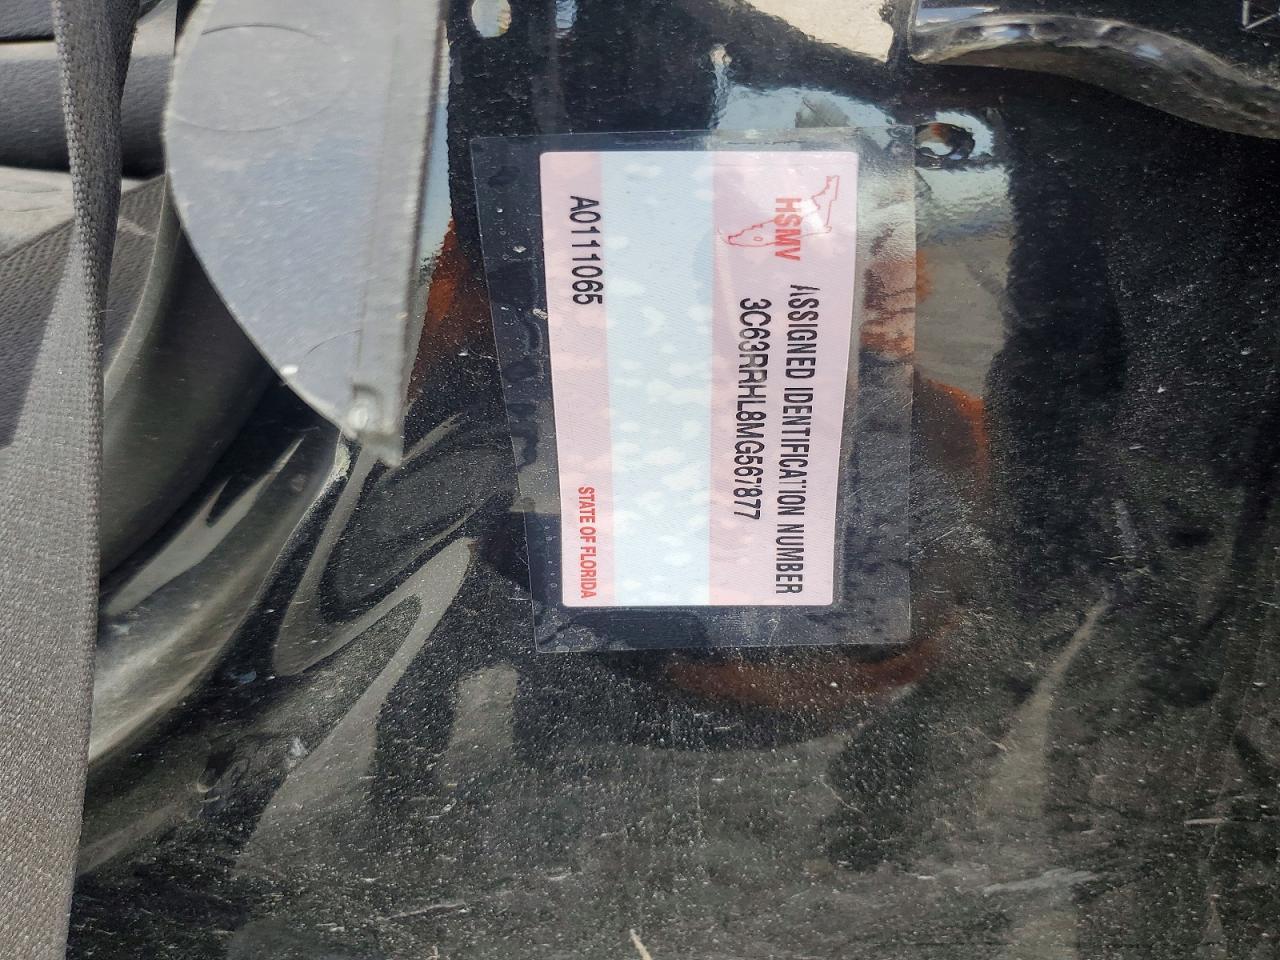 HSMV
ASSIGNED IDENTIFICATION NUMBER
3C63RRHL8MG567877
A0111065
STATE OF FLORIDA